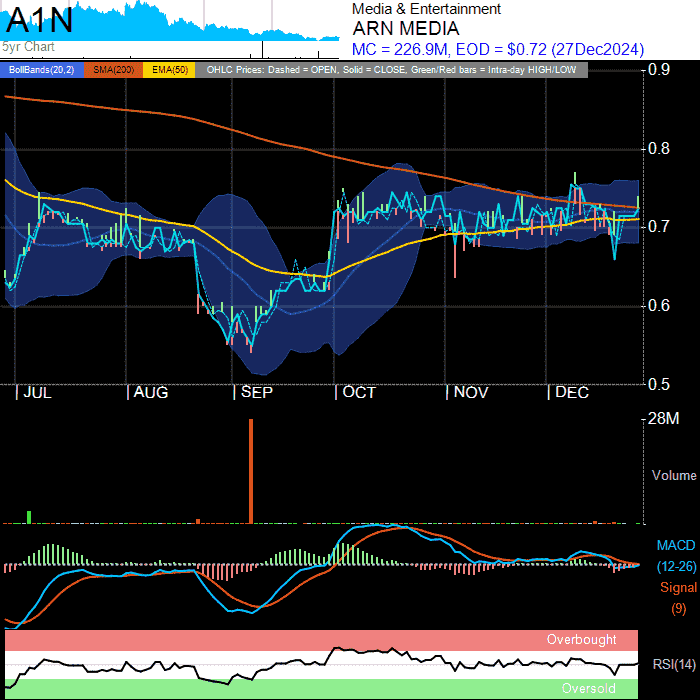 A1N
5yr Chart
Media & Entertainment
ARN MEDIA
MC = 226.9M, EOD = $0.72 (27Dec2024)
BollBands(20,2) SMA(200) EMA(50) OHLC Prices: Dashed = OPEN, Solid = CLOSE, Green/Red bars = Intra-day HIGH/LOW
0.9
0.8
0.7
0.6
0.5
JUL AUG SEP OCT NOV DEC
28M
Volume
MACD
(12-26)
Signal
(9)
Overbought
RSI(14)
Oversold